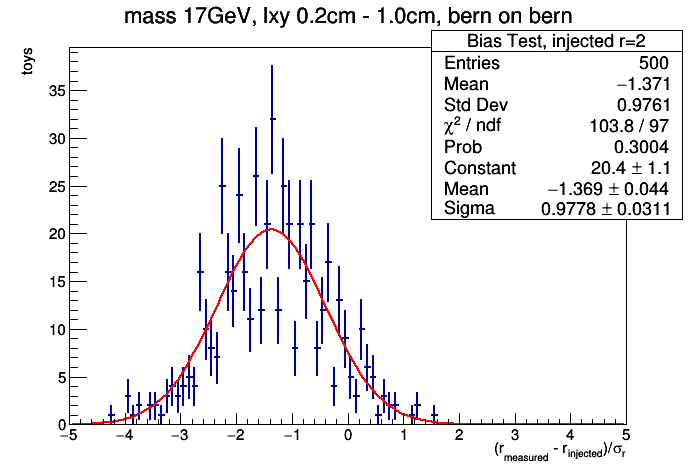 mass 17GeV, lxy 0.2cm - 1.0cm, bern on bern
toys
Bias Test, injected r=2
Entries 500
Mean −1.371
Std Dev 0.9761
χ² / ndf 103.8 / 97
Prob 0.3004
Constant 20.4 ± 1.1
Mean −1.369 ± 0.044
Sigma 0.9778 ± 0.0311
35
30
25
20
15
10
5
0
−5 −4 −3 −2 −1 0 1 2 3 4 5
(r_measured - r_injected)/σ_r